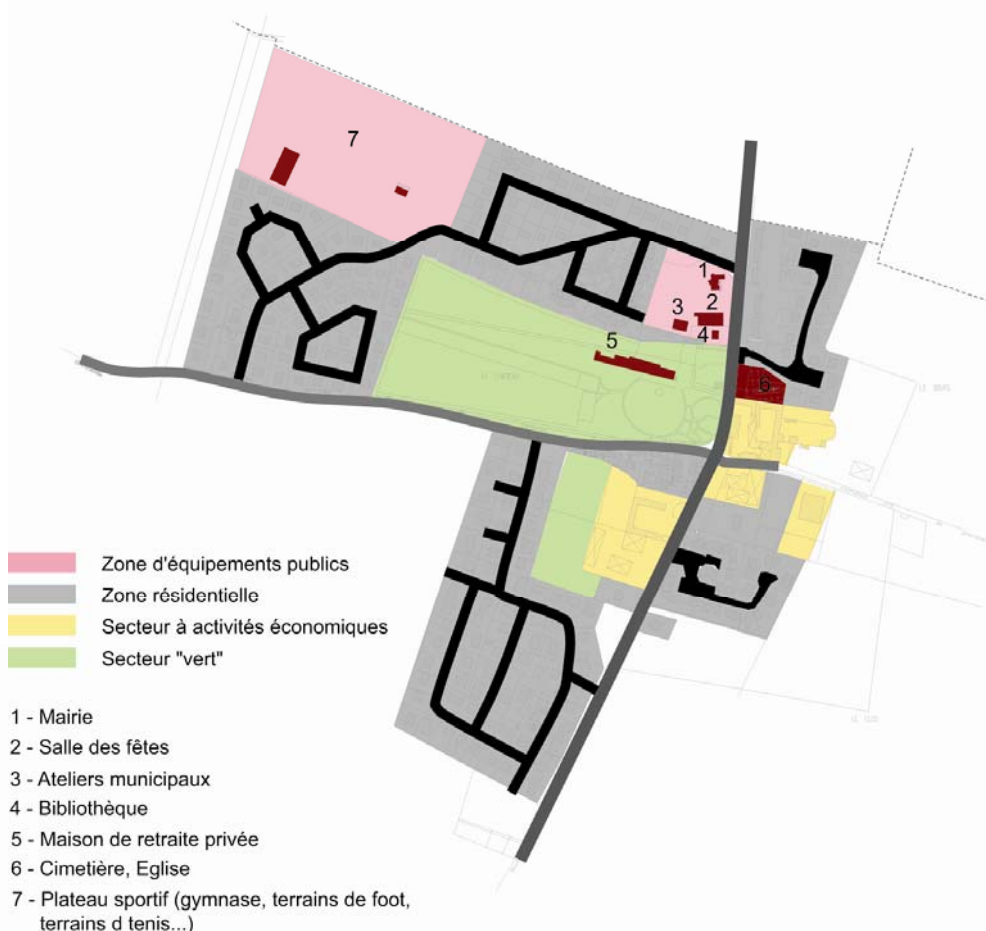 7
1
2
3
4
5
6
Zone d'équipements publics
Zone résidentielle
Secteur à activités économiques
Secteur "vert"
1 - Mairie
2 - Salle des fêtes
3 - Ateliers municipaux
4 - Bibliothèque
5 - Maison de retraite privée
6 - Cimetière, Eglise
7 - Plateau sportif (gymnase, terrains de foot,
terrains d tenis...)